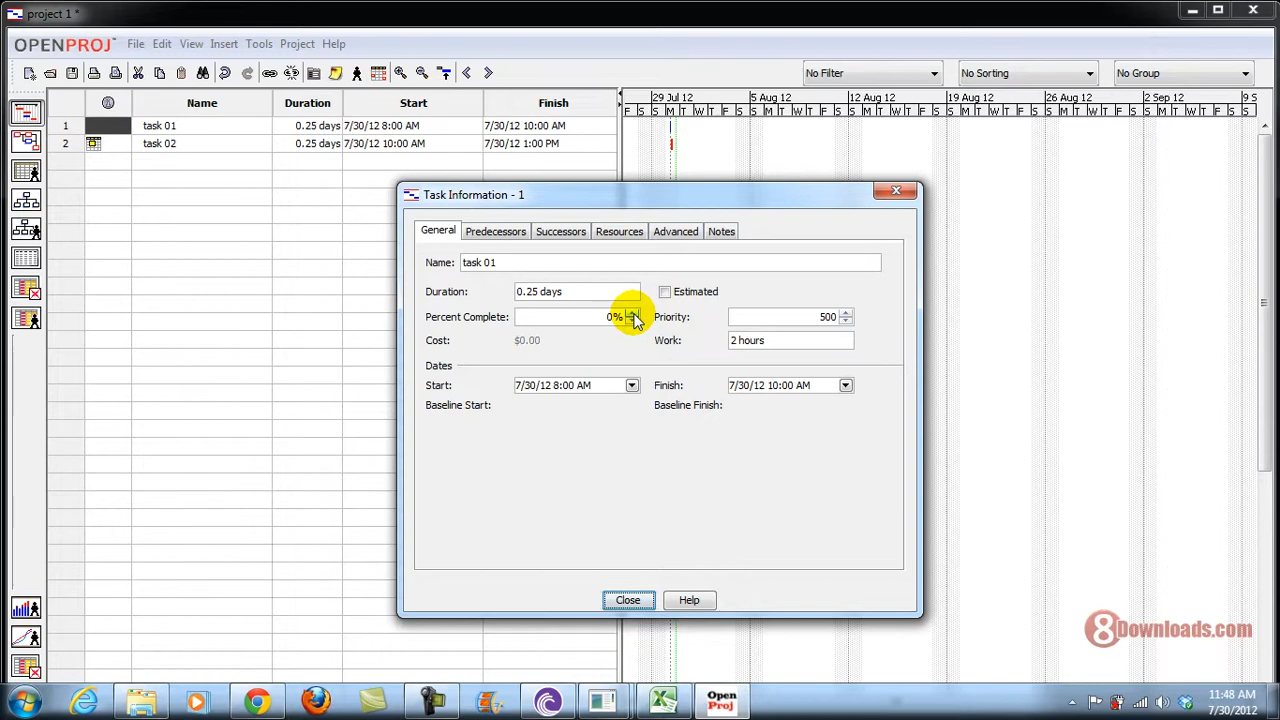 project 1 *
OPENPROJ
File Edit View Insert Tools Project Help
No Filter No Sorting No Group
Name Duration Start Finish
29 Jul 12 5 Aug 12 12 Aug 12 19 Aug 12 26 Aug 12 2 Sep 12 9 S
F S S M T W T F S S M T W T F S S M T W T F S S M T W T F S S M T W T F S S M T W T F S
1 task 01 0.25 days 7/30/12 8:00 AM 7/30/12 10:00 AM
2 task 02 0.25 days 7/30/12 10:00 AM 7/30/12 1:00 PM
Task Information - 1
General Predecessors Successors Resources Advanced Notes
Name: task 01
Duration: 0.25 days Estimated
Percent Complete: 0% Priority: 500
Cost: $0.00 Work: 2 hours
Dates
Start: 7/30/12 8:00 AM Finish: 7/30/12 10:00 AM
Baseline Start: Baseline Finish:
Close Help
8Downloads.com
Open
Proj
11:48 AM
7/30/2012